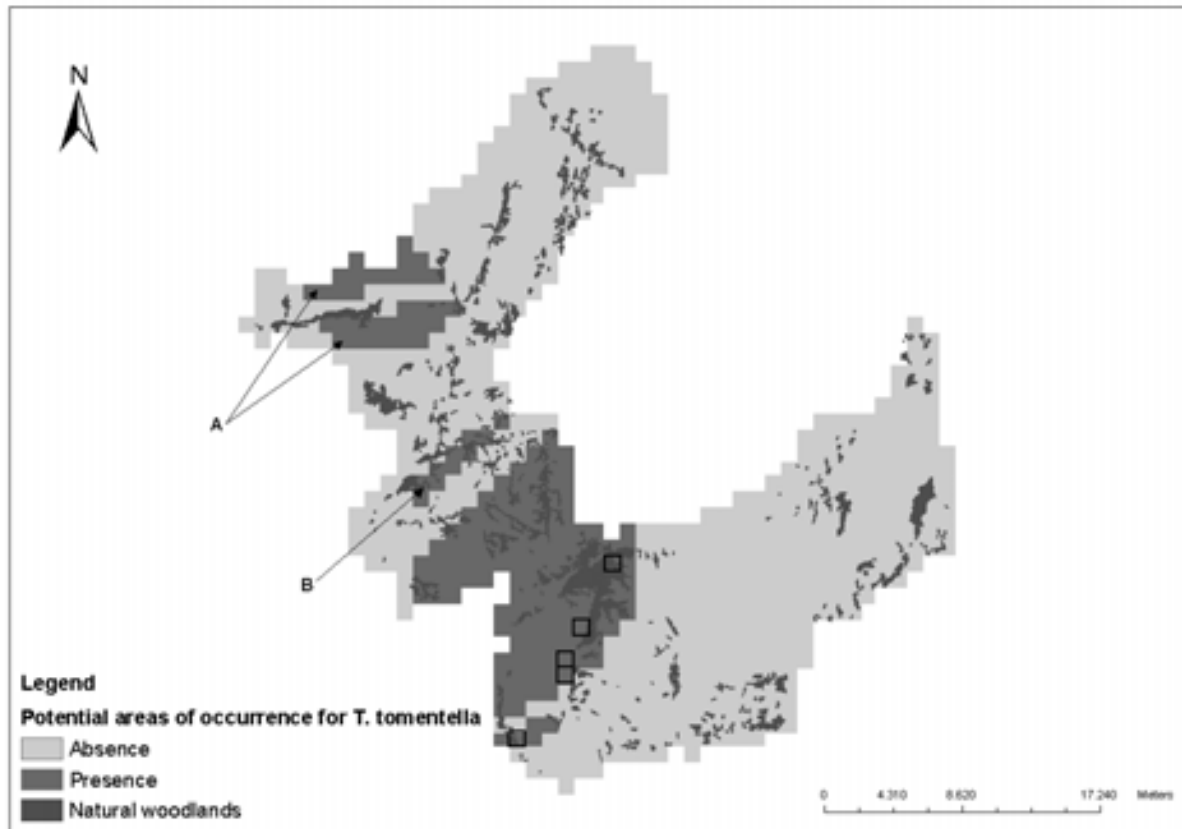 N
A
B
Legend
Potential areas of occurrence for T. tomentella
Absence
Presence
Natural woodlands
0 4.310 8.620 17.240 Meters